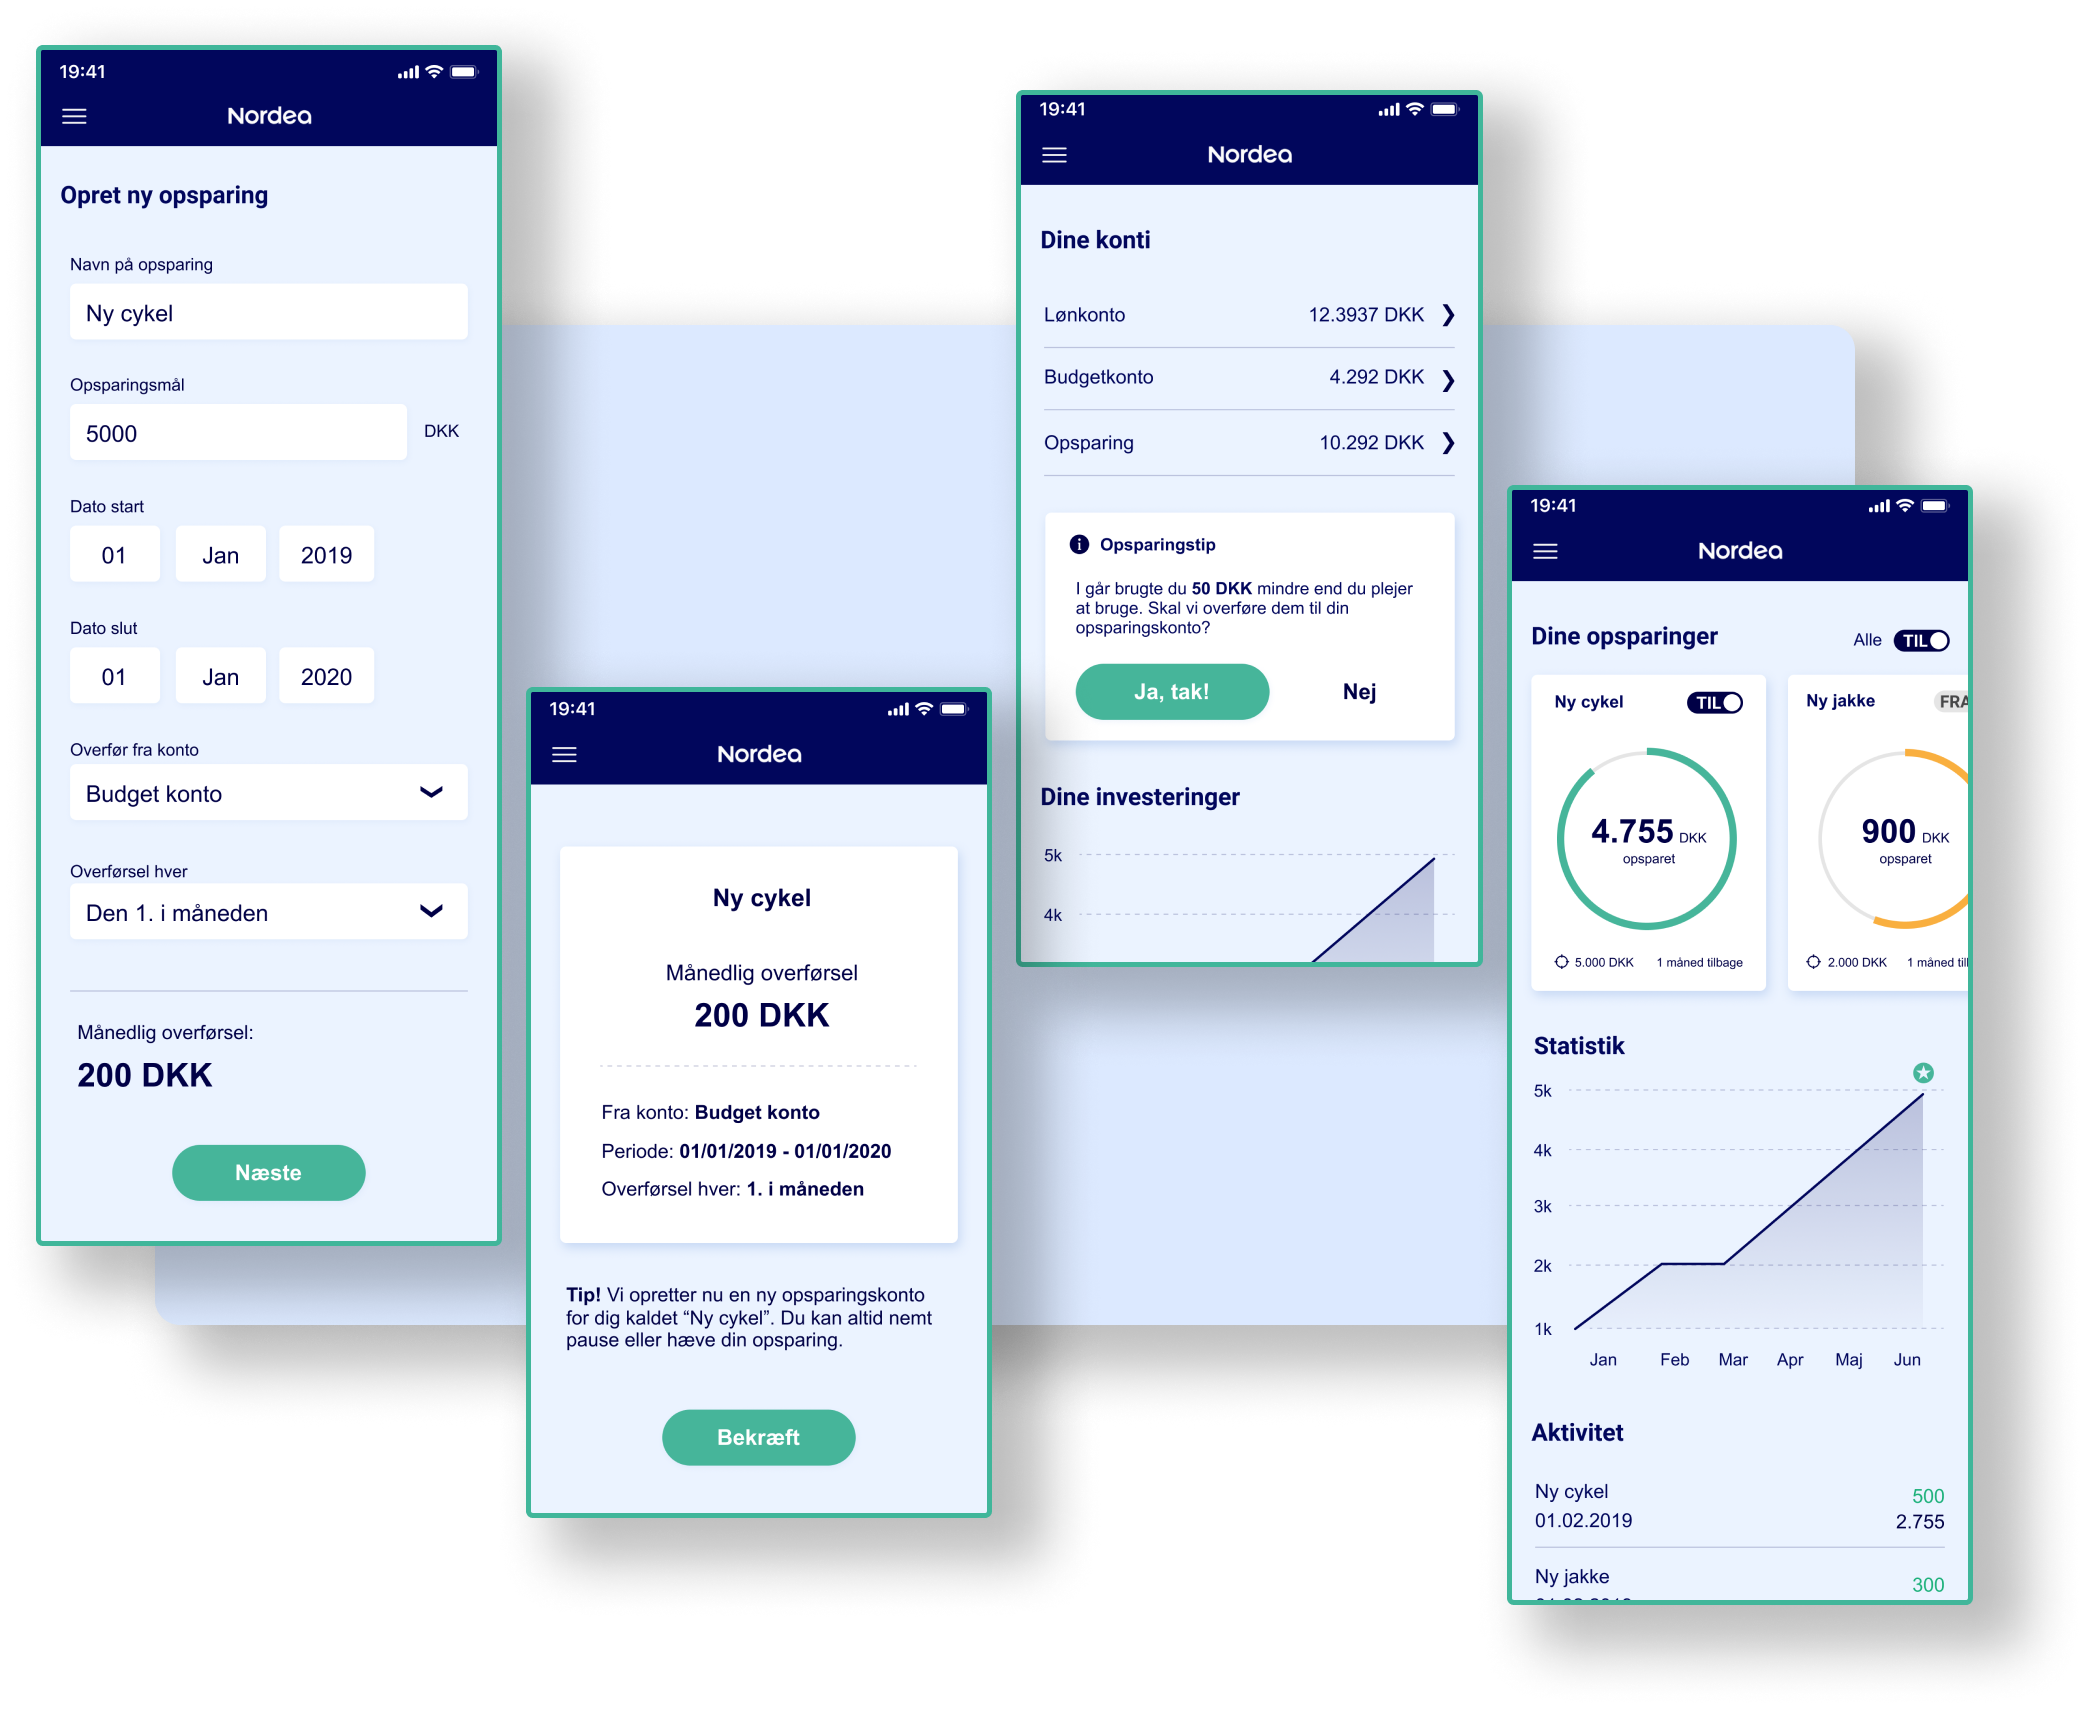 19:41
Nordea
Opret ny opsparing
Navn på opsparing
Ny cykel
Opsparingsmål
5000 DKK
Dato start
01 Jan 2019
Dato slut
01 Jan 2020
Overfør fra konto
Budget konto
Overførsel hver
Den 1. i måneden
Månedlig overførsel:
200 DKK
Næste
19:41
Nordea
Ny cykel
Månedlig overførsel
200 DKK
Fra konto: Budget konto
Periode: 01/01/2019 - 01/01/2020
Overførsel hver: 1. i måneden
Tip! Vi opretter nu en ny opsparingskonto
for dig kaldet “Ny cykel”. Du kan altid nemt
pause eller hæve din opsparing.
Bekræft
19:41
Nordea
Dine konti
Lønkonto 12.3937 DKK
Budgetkonto 4.292 DKK
Opsparing 10.292 DKK
Opsparingstip
I går brugte du 50 DKK mindre end du plejer
at bruge. Skal vi overføre dem til din
opsparingskonto?
Ja, tak! Nej
Dine investeringer
5k
4k
19:41
Nordea
Dine opsparinger Alle TIL
Ny cykel TIL
4.755 DKK
opsparet
5.000 DKK 1 måned tilbage
Ny jakke FRA
900 DKK
opsparet
2.000 DKK 1 måned til
Statistik
5k
4k
3k
2k
1k
Jan Feb Mar Apr Maj Jun
Aktivitet
Ny cykel 500
01.02.2019 2.755
Ny jakke 300